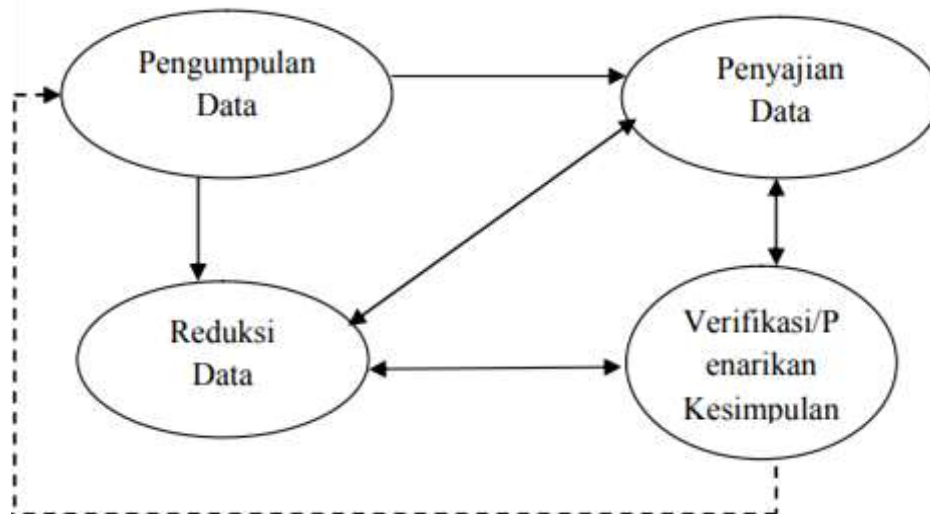 Pengumpulan
Data
Penyajian
Data
Reduksi
Data
Verifikasi/P
enarikan
Kesimpulan